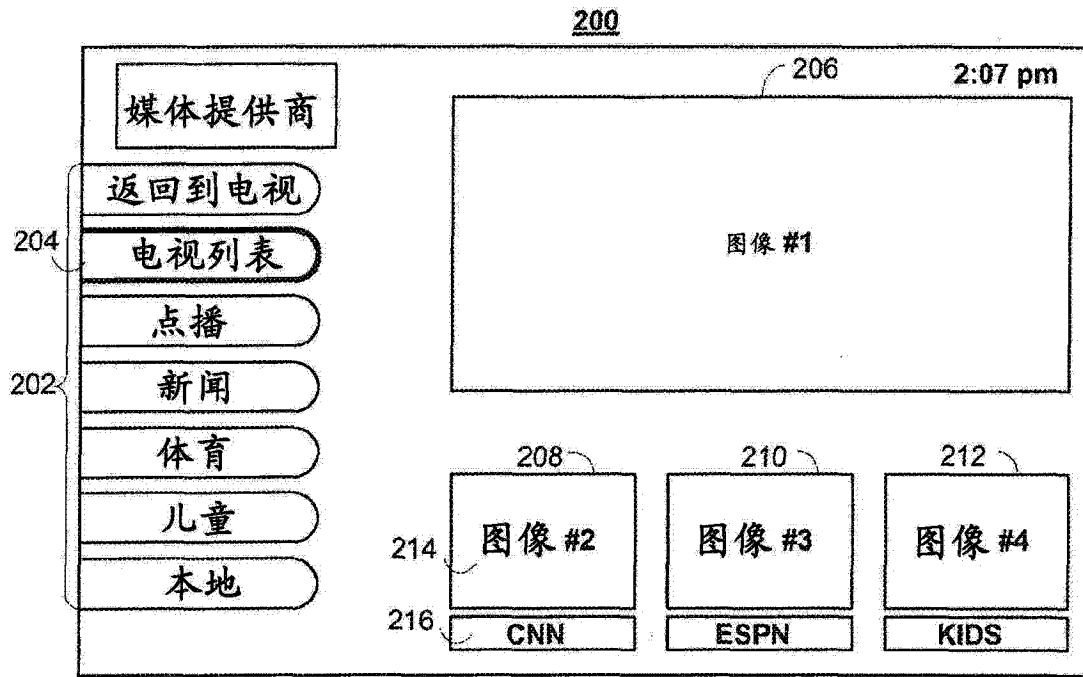 200
206
2:07 pm
媒体提供商
返回到电视
204
电视列表
图像 #1
点播
202
新闻
体育
儿童
本地
208
210
212
214
图像 #2
图像 #3
图像 #4
216
CNN
ESPN
KIDS